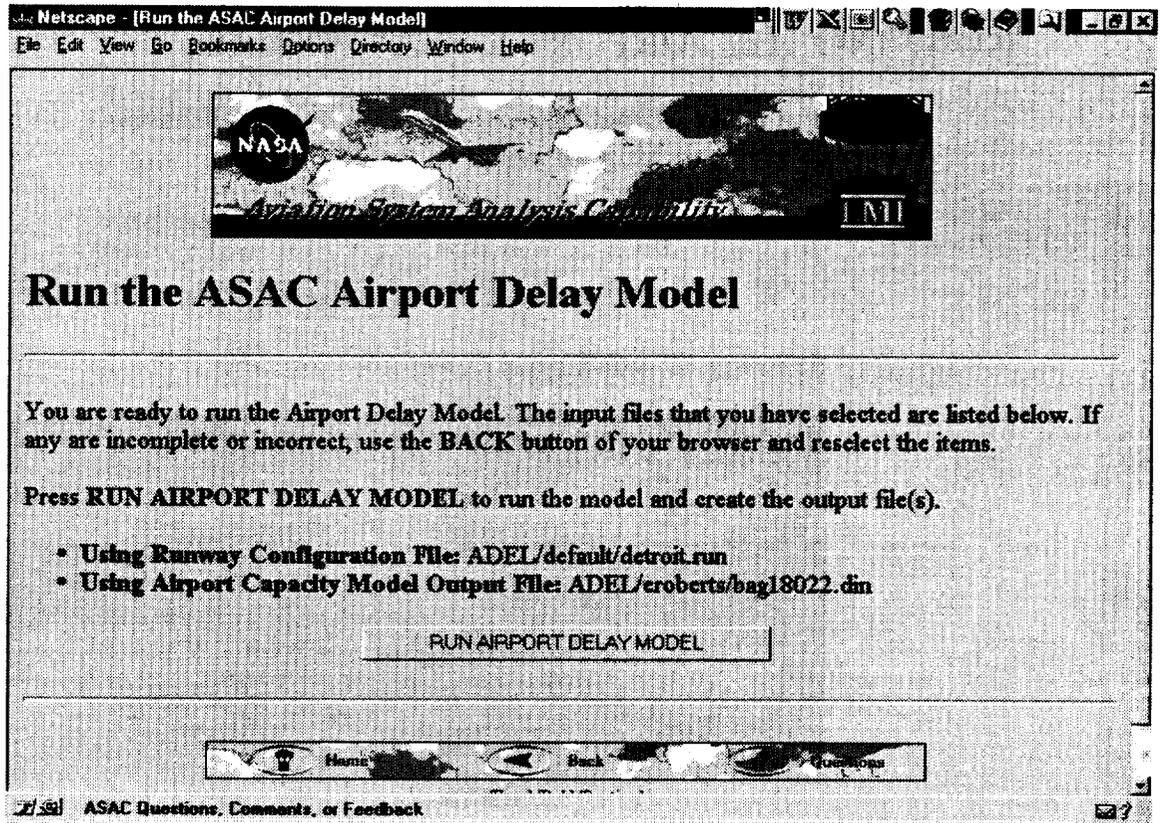 Netscape - [Run the ASAC Airport Delay Model]
File Edit View Go Bookmarks Options Directory Window Help
NASA
Aviation System Analysis Capability
LMI
Run the ASAC Airport Delay Model
You are ready to run the Airport Delay Model. The input files that you have selected are listed below. If
any are incomplete or incorrect, use the BACK button of your browser and reselect the items.
Press RUN AIRPORT DELAY MODEL to run the model and create the output file(s).
• Using Runway Configuration File: ADEL/default/detroit.run
• Using Airport Capacity Model Output File: ADEL/eroberts/bag18022.din
RUN AIRPORT DELAY MODEL
Home Back Questions
ASAC Questions, Comments, or Feedback